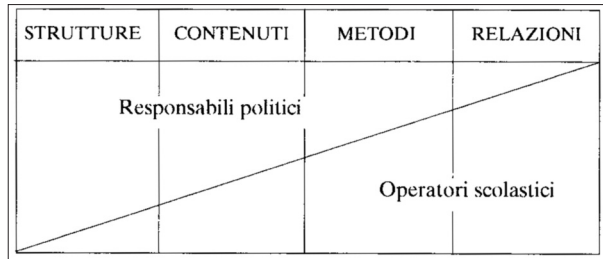 STRUTTURE CONTENUTI METODI RELAZIONI
Responsabili politici
Operatori scolastici